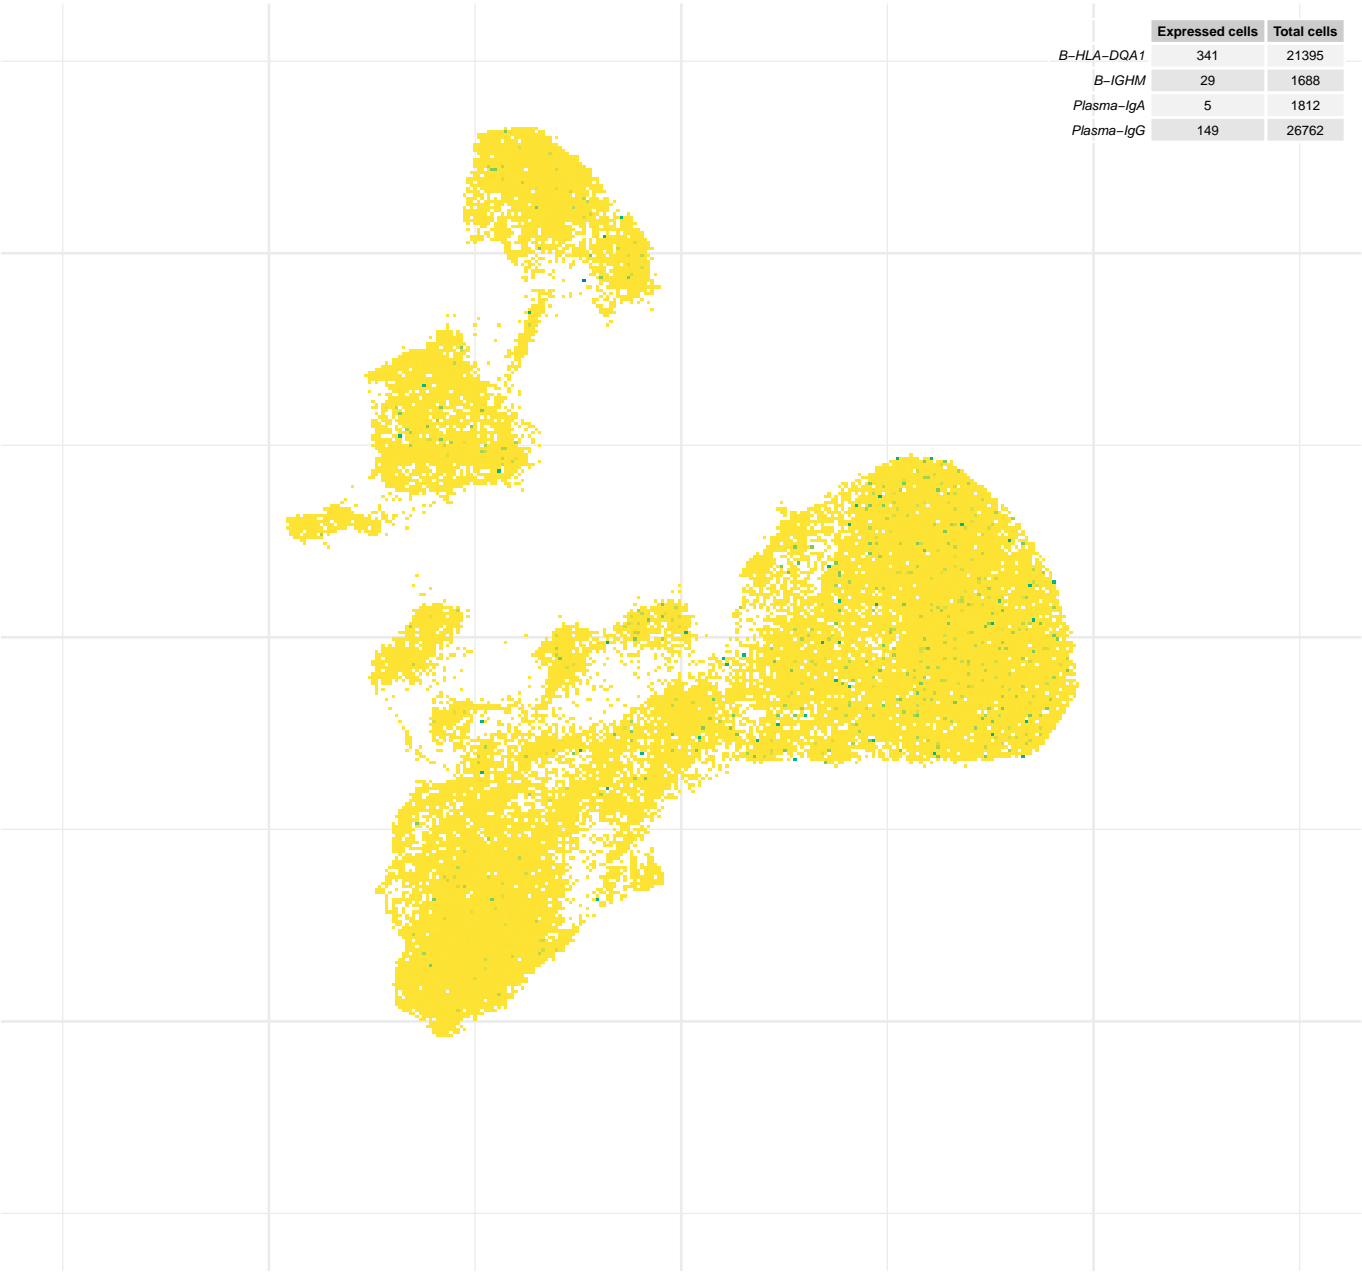 Expressed cells Total cells
B−HLA−DQA1 341 21395
B−IGHM 29 1688
Plasma−IgA 5 1812
Plasma−IgG 149 26762